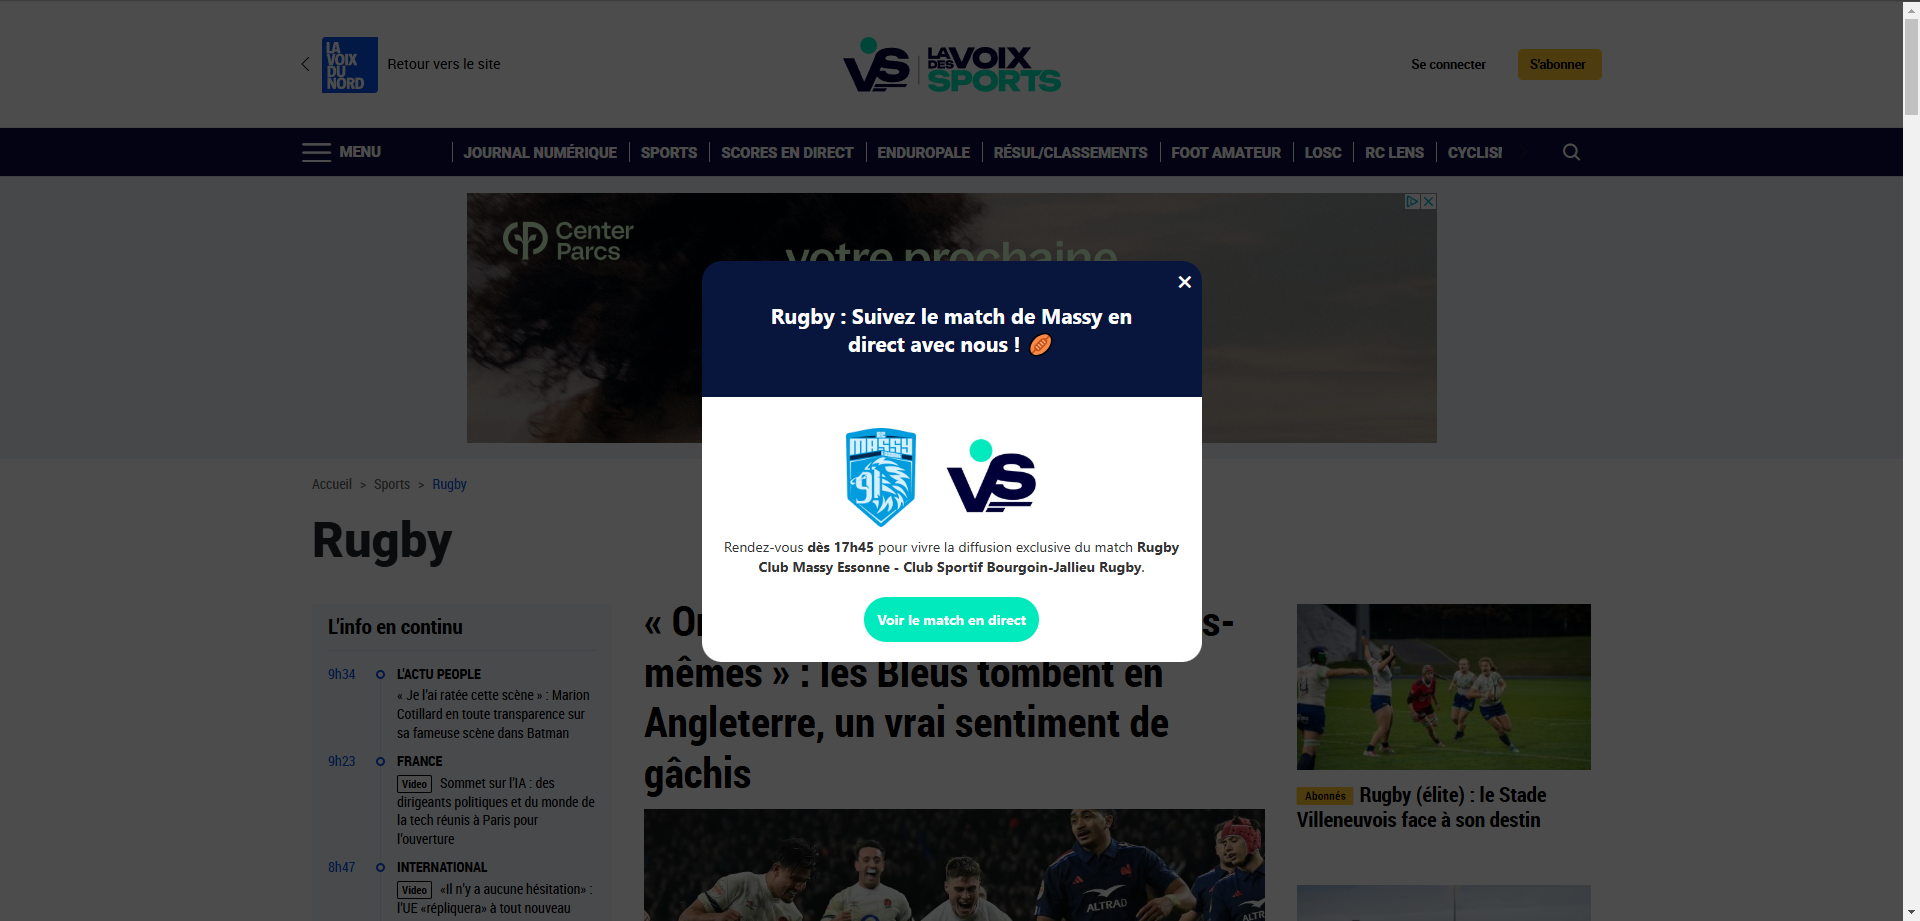 LA VOIX DU NORD
Retour vers le site
VS LA VOIX DES SPORTS
Se connecter
S'abonner
MENU
JOURNAL NUMÉRIQUE
SPORTS
SCORES EN DIRECT
ENDUROPALE
RÉSUL/CLASSEMENTS
FOOT AMATEUR
LOSC
RC LENS
CYCLIS
Center
Parcs
votre prochaine
Rugby : Suivez le match de Massy en
direct avec nous !
MASSY
ESSONNE
91
VS
Rendez-vous dès 17h45 pour vivre la diffusion exclusive du match Rugby
Club Massy Essonne - Club Sportif Bourgoin-Jallieu Rugby.
Voir le match en direct
Accueil > Sports > Rugby
Rugby
L'info en continu
9h34
L'ACTU PEOPLE
« Je l'ai ratée cette scène » : Marion
Cotillard en toute transparence sur
sa fameuse scène dans Batman
9h23
FRANCE
Video Sommet sur l'IA : des
dirigeants politiques et du monde de
la tech réunis à Paris pour
l'ouverture
8h47
INTERNATIONAL
Video «Il n'y a aucune hésitation» :
l'UE «répliquera» à tout nouveau
« O s-
mêmes » : les Bleus tombent en
Angleterre, un vrai sentiment de
gâchis
ALTRAD
Abonnés Rugby (élite) : le Stade
Villeneuvois face à son destin